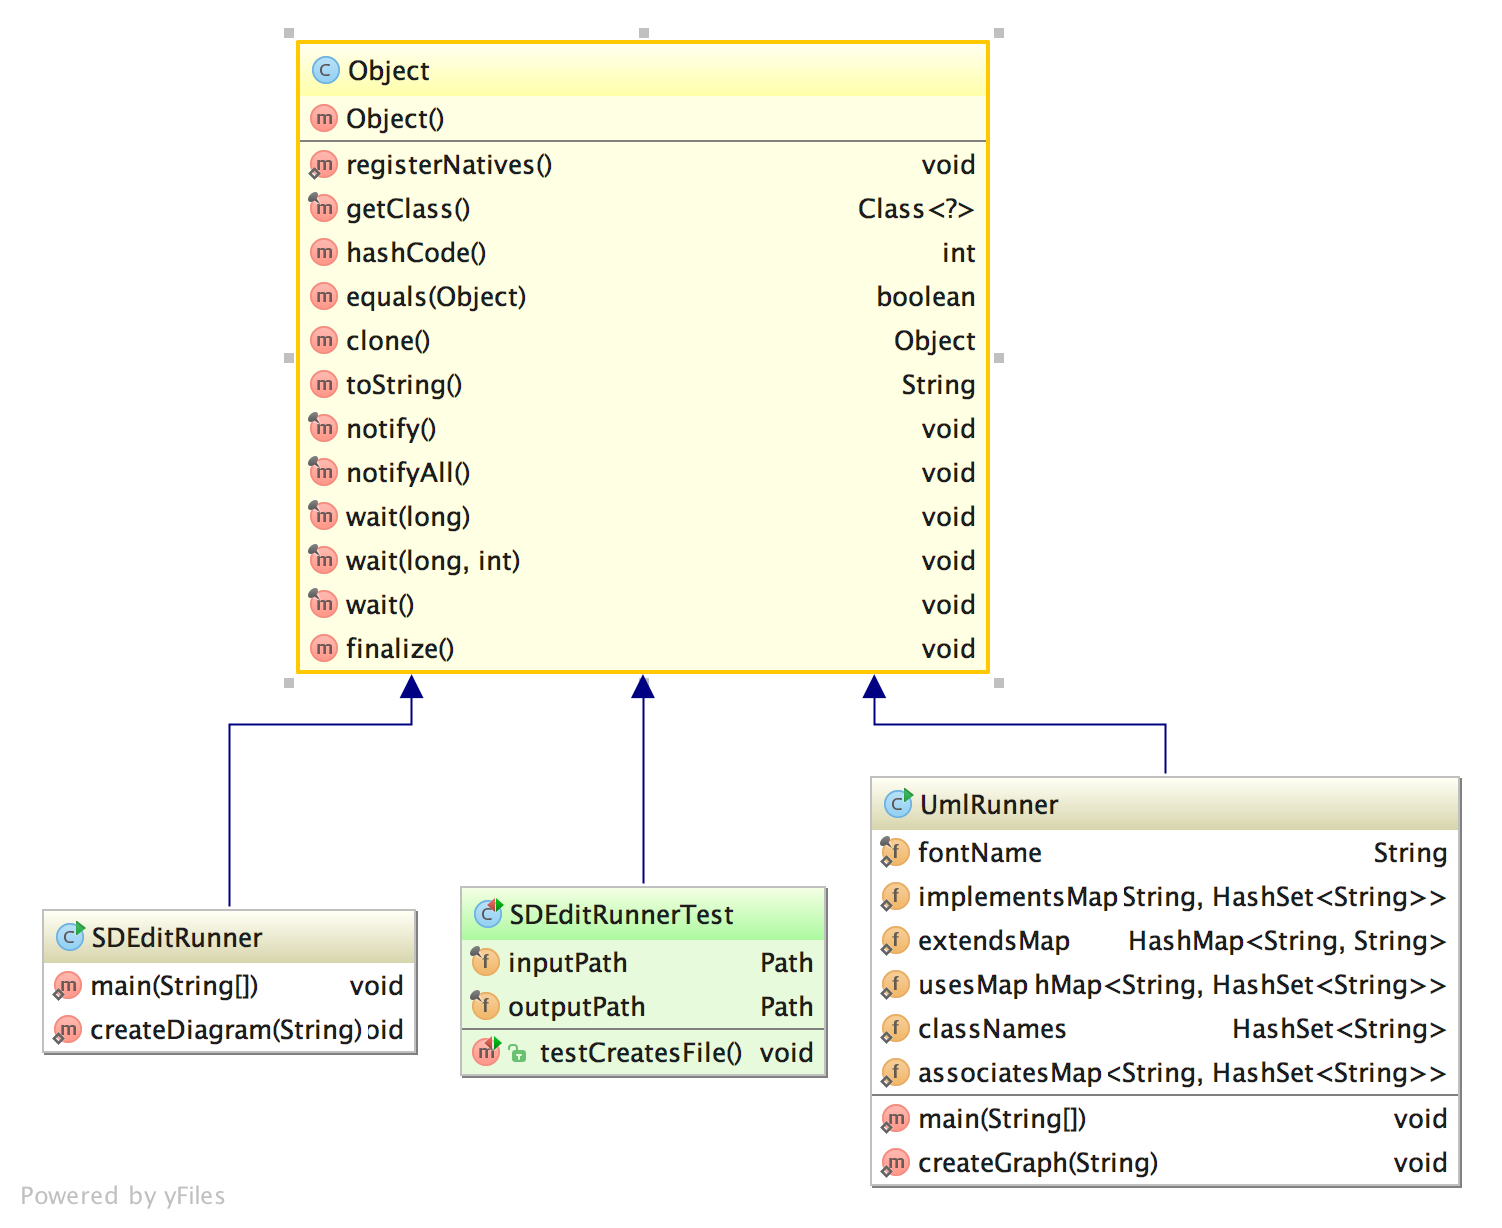 Object
Object()
registerNatives() void
getClass() Class<?>
hashCode() int
equals(Object) boolean
clone() Object
toString() String
notify() void
notifyAll() void
wait(long) void
wait(long, int) void
wait() void
finalize() void
SDEditRunner
main(String[]) void
createDiagram(String) oid
SDEditRunnerTest
inputPath Path
outputPath Path
testCreatesFile() void
UmlRunner
fontName String
implementsMap String, HashSet<String>>
extendsMap HashMap<String, String>
usesMap hMap<String, HashSet<String>>
classNames HashSet<String>
associatesMap <String, HashSet<String>>
main(String[]) void
createGraph(String) void
Powered by yFiles